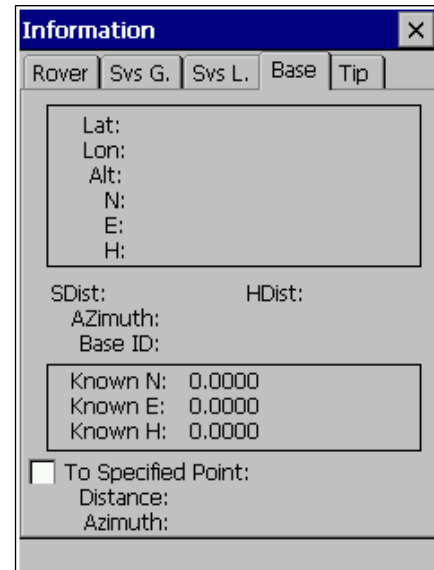 Information
Rover Svs G. Svs L. Base Tip
Lat:
Lon:
Alt:
N:
E:
H:
SDist: HDist:
AZimuth:
Base ID:
Known N: 0.0000
Known E: 0.0000
Known H: 0.0000
To Specified Point:
Distance:
Azimuth: